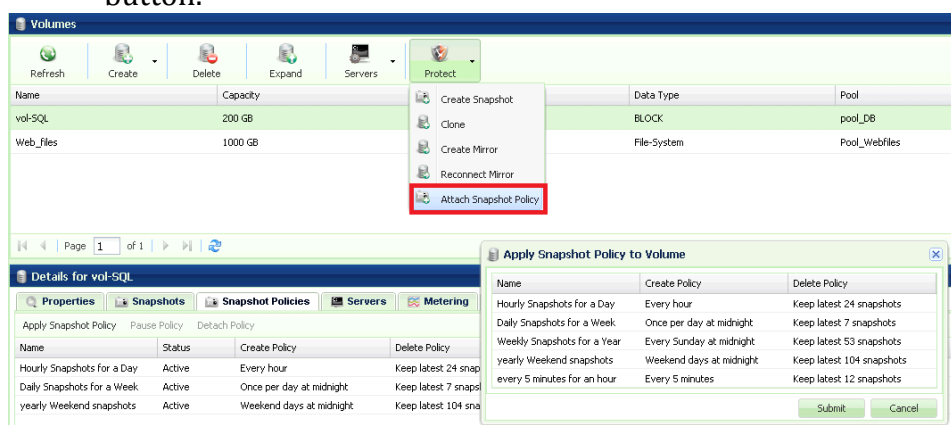 button.
Volumes
Refresh Create Delete Expand Servers Protect
Name Capacity Data Type Pool
vol-SQL 200 GB BLOCK pool_DB
Web_files 1000 GB File-System Pool_Webfiles
Create Snapshot
Clone
Create Mirror
Reconnect Mirror
Attach Snapshot Policy
Page 1 of 1
Details for vol-SQL
Properties Snapshots Snapshot Policies Servers Metering
Apply Snapshot Policy Pause Policy Detach Policy
Name Status Create Policy Delete Policy
Hourly Snapshots for a Day Active Every hour Keep latest 24 snap
Daily Snapshots for a Week Active Once per day at midnight Keep latest 7 snaps
yearly Weekend snapshots Active Weekend days at midnight Keep latest 104 sna
Apply Snapshot Policy to Volume
Name Create Policy Delete Policy
Hourly Snapshots for a Day Every hour Keep latest 24 snapshots
Daily Snapshots for a Week Once per day at midnight Keep latest 7 snapshots
Weekly Snapshots for a Year Every Sunday at midnight Keep latest 53 snapshots
yearly Weekend snapshots Weekend days at midnight Keep latest 104 snapshots
every 5 minutes for an hour Every 5 minutes Keep latest 12 snapshots
Submit Cancel